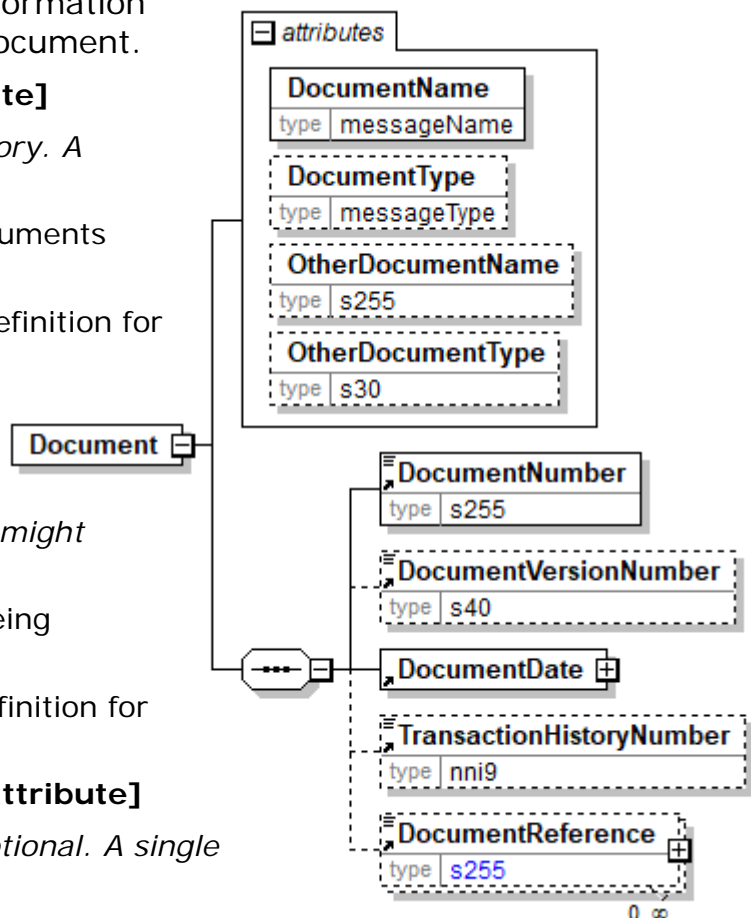 ormation
ocument.
te]
ory. A
uments
efinition for
might
eing
finition for
ttribute]
tional. A single
attributes
DocumentName
type messageName
DocumentType
type messageType
OtherDocumentName
type s255
OtherDocumentType
type s30
Document
DocumentNumber
type s255
DocumentVersionNumber
type s40
DocumentDate
TransactionHistoryNumber
type nni9
DocumentReference
type s255